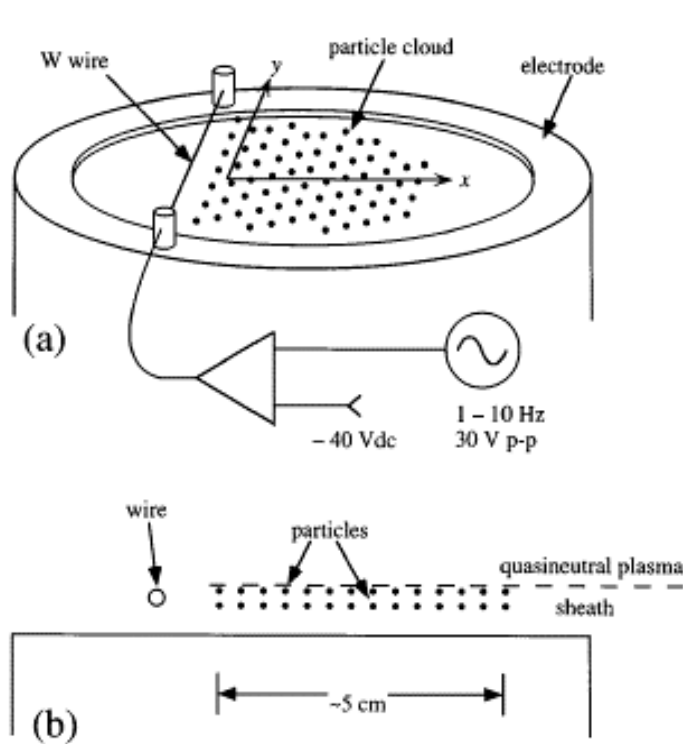 particle cloud
W wire
y
electrode
x
(a)
1 – 10 Hz
– 40 Vdc
30 V p-p
wire
particles
quasineutral plasma
sheath
~5 cm
(b)